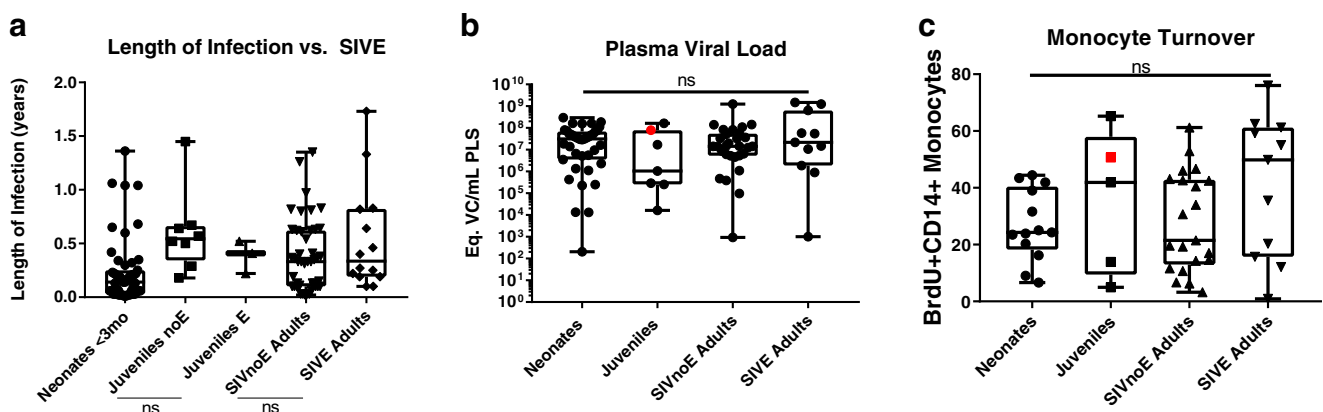 a
Length of Infection vs. SIVE
Length of Infection (years)
2.0
1.5
1.0
0.5
0.0
Neonates <3mo
Juveniles noE
Juveniles E
SIVnoE Adults
SIVE Adults
ns
ns
b
Plasma Viral Load
ns
Eq. VC/mL PLS
10^10
10^9
10^8
10^7
10^6
10^5
10^4
10^3
10^2
10^1
10^0
Neonates
Juveniles
SIVnoE Adults
SIVE Adults
c
Monocyte Turnover
ns
BrdU+CD14+ Monocytes
80
60
40
20
0
Neonates
Juveniles
SIVnoE Adults
SIVE Adults